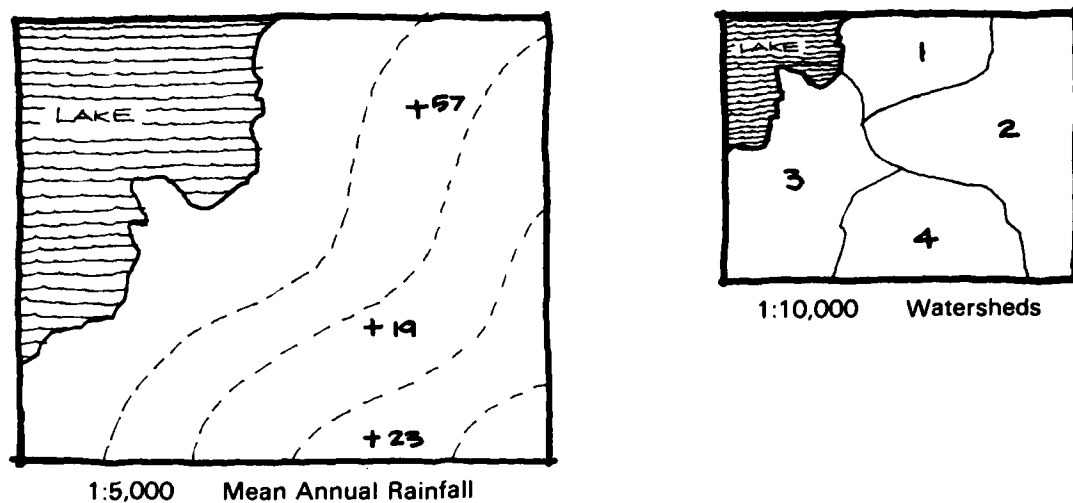 LAKE
+57
+19
+23
1:5,000 Mean Annual Rainfall
LAKE
1
2
3
4
1:10,000 Watersheds